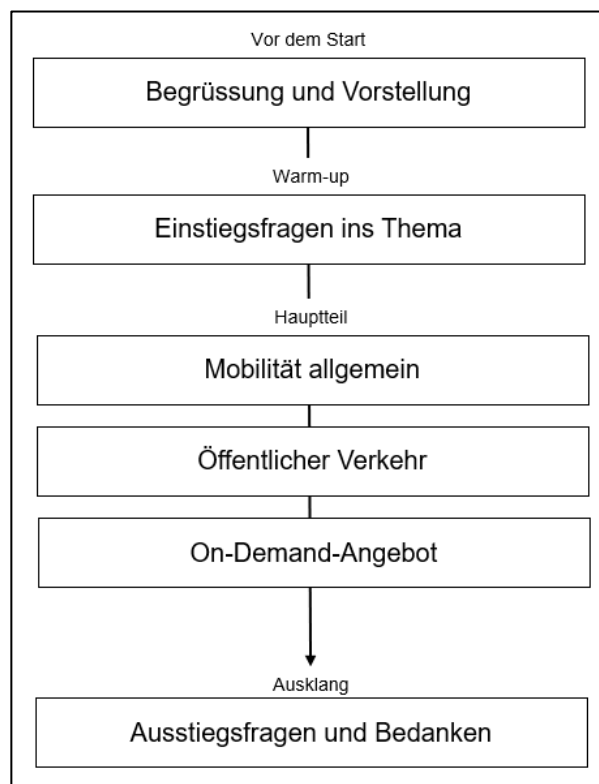 Vor dem Start
Begrüssung und Vorstellung
Warm-up
Einstiegsfragen ins Thema
Hauptteil
Mobilität allgemein
Öffentlicher Verkehr
On-Demand-Angebot
Ausklang
Ausstiegsfragen und Bedanken